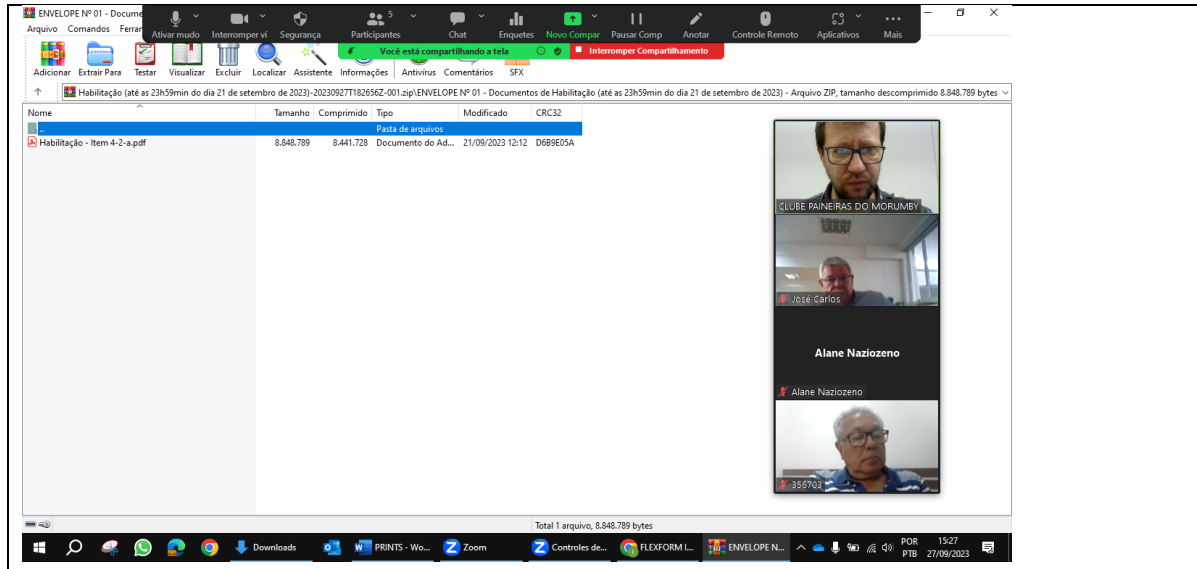 ENVELOPE Nº 01 - Docume
Arquivo Comandos Ferrar
Ativar mudo Interromper ví Segurança Participantes 5 Chat Enquetes Novo Compar Pausar Comp Anotar Controle Remoto Aplicativos Mais
Você está compartilhando a tela Interromper Compartilhamento
Adicionar Extrair Para Testar Visualizar Excluir Localizar Assistente Informações Antivírus Comentários SFX
Habilitação (até as 23h59min do dia 21 de setembro de 2023)-20230927T182656Z-001.zip\ENVELOPE Nº 01 - Documentos de Habilitação (até as 23h59min do dia 21 de setembro de 2023) - Arquivo ZIP, tamanho descomprimido 8.848.789 bytes
Nome Tamanho Comprimido Tipo Modificado CRC32
.. Pasta de arquivos
Habilitação - Item 4-2-a.pdf 8.848.789 8.441.728 Documento do Ad... 21/09/2023 12:12 D6B9E05A
CLUBE PAINEIRAS DO MORUMBY
José Carlos
Alane Naziozeno
Alane Naziozeno
356703
Total 1 arquivo, 8.848.789 bytes
Downloads PRINTS - Wo... Zoom Controles de... FLEXFORM I... ENVELOPE N... POR 15:27
PTB 27/09/2023